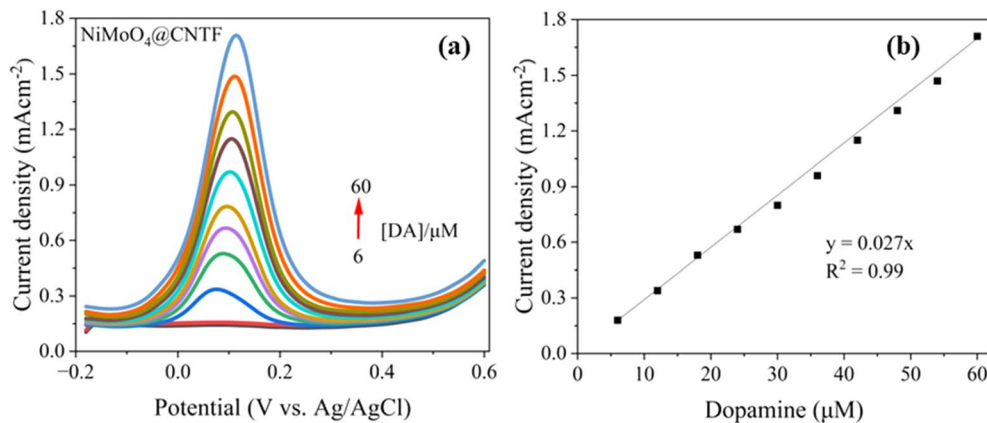 NiMoO₄@CNTF
(a)
Current density (mAcm⁻²)
1.8
1.5
1.2
0.9
0.6
0.3
0.0
60
[DA]/μM
6
−0.2
0.0
0.2
0.4
0.6
Potential (V vs. Ag/AgCl)
(b)
Current density (mAcm⁻²)
1.8
1.5
1.2
0.9
0.6
0.3
0.0
y = 0.027x
R² = 0.99
0
10
20
30
40
50
60
Dopamine (μM)